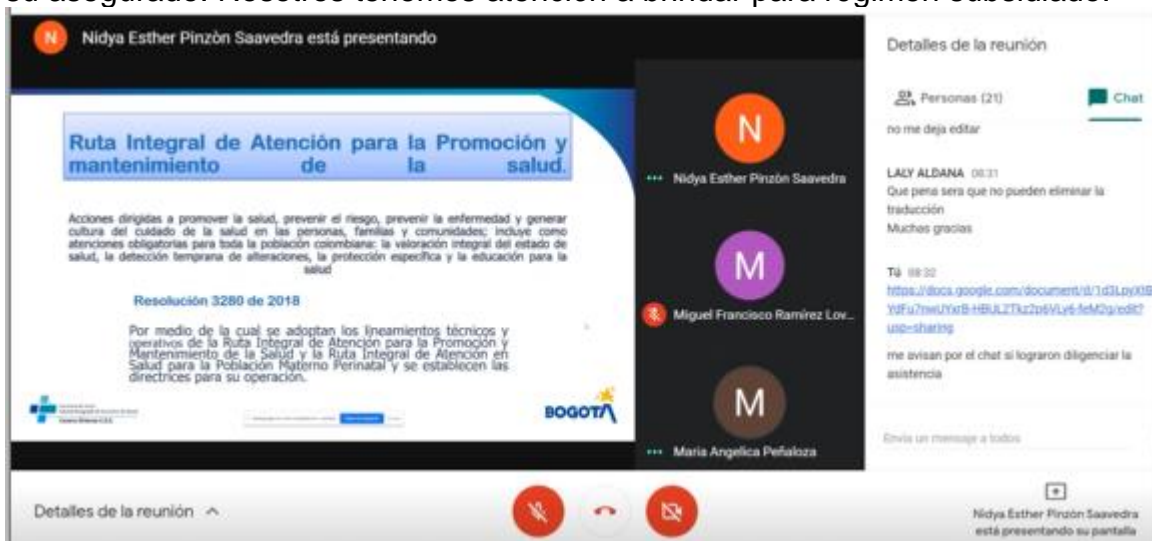 su asegurado. Nosotros tenemos atención a brindar para régimen subsidiado.
N Nidya Esther Pinzòn Saavedra está presentando
Ruta Integral de Atención para la Promoción y
mantenimiento de la salud.
Acciones dirigidas a promover la salud, prevenir el riesgo, prevenir la enfermedad y generar
cultura del cuidado de la salud en las personas, familias y comunidades; incluye como
atenciones obligatorias para toda la población colombiana: la valoración integral del estado de
salud, la detección temprana de alteraciones, la protección específica y la educación para la
salud
Resolución 3280 de 2018
Por medio de la cual se adoptan los lineamientos técnicos y
operativos de la Ruta Integral de Atención para la Promoción y
Mantenimiento de la Salud y la Ruta Integral de Atención en
Salud para la Población Materno Perinatal y se establecen las
directrices para su operación.
BOGOTÁ
N
Nidya Esther Pinzòn Saavedra
M
Miguel Francisco Ramírez Lov...
M
Maria Angelica Peñaloza
Detalles de la reunión
Personas (21) Chat
no me deja editar
LALY ALDANA 08:31
Que pena sera que no pueden eliminar la
traducción
Muchas gracias
Tú 08:32
me avisan por el chat si lograron diligenciar la
asistencia
Envía un mensaje a todos
Detalles de la reunión
Nidya Esther Pinzòn Saavedra
está presentando su pantalla